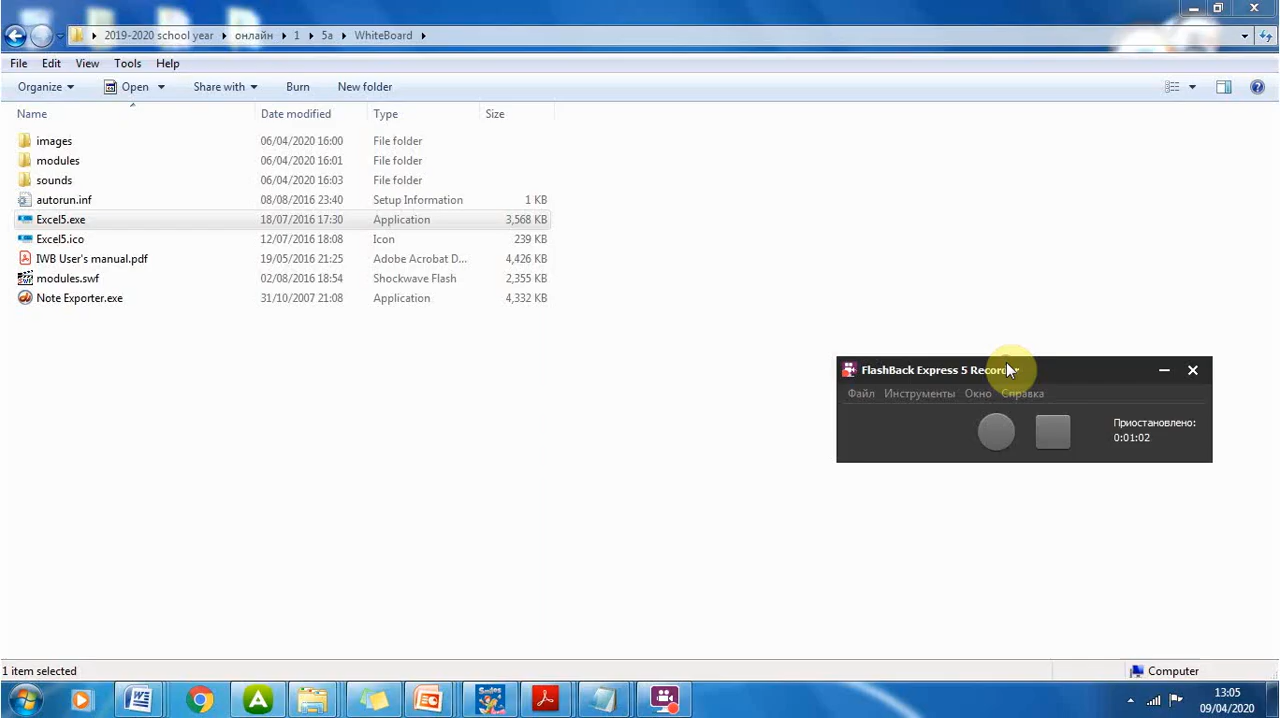 2019-2020 school year онлайн 1 5a WhiteBoard
File Edit View Tools Help
Organize Open Share with Burn New folder
Name Date modified Type Size
images 06/04/2020 16:00 File folder
modules 06/04/2020 16:01 File folder
sounds 06/04/2020 16:03 File folder
autorun.inf 08/08/2016 23:40 Setup Information 1 KB
Excel5.exe 18/07/2016 17:30 Application 3,568 KB
Excel5.ico 12/07/2016 18:08 Icon 239 KB
IWB User's manual.pdf 19/05/2016 21:25 Adobe Acrobat D... 4,426 KB
modules.swf 02/08/2016 18:54 Shockwave Flash 2,355 KB
Note Exporter.exe 31/10/2007 21:08 Application 4,332 KB
FlashBack Express 5 Recorder
Файл Инструменты Окно Справка
Приостановлено:
0:01:02
1 item selected Computer
13:05
09/04/2020